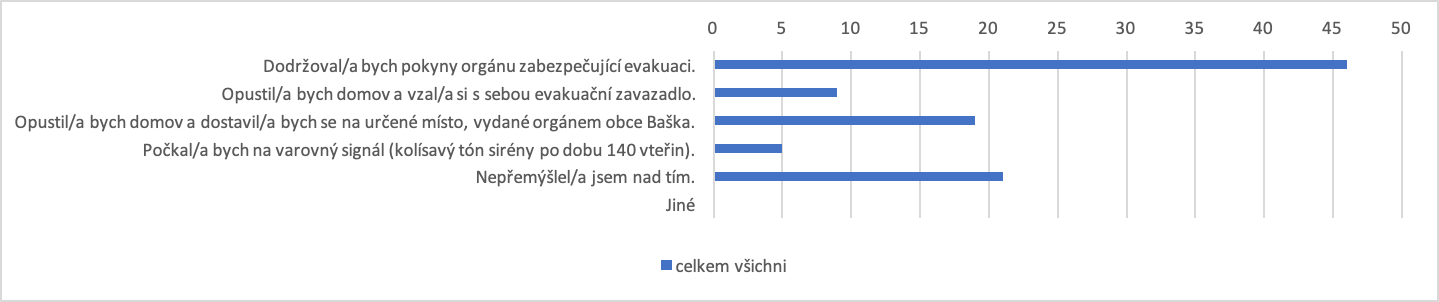 0 5 10 15 20 25 30 35 40 45 50
Dodržoval/a bych pokyny orgánu zabezpečující evakuaci.
Opustil/a bych domov a vzal/a si s sebou evakuační zavazadlo.
Opustil/a bych domov a dostavil/a bych se na určené místo, vydané orgánem obce Baška.
Počkal/a bych na varovný signál (kolísavý tón sirény po dobu 140 vteřin).
Nepřemýšlel/a jsem nad tím.
Jiné
celkem všichni